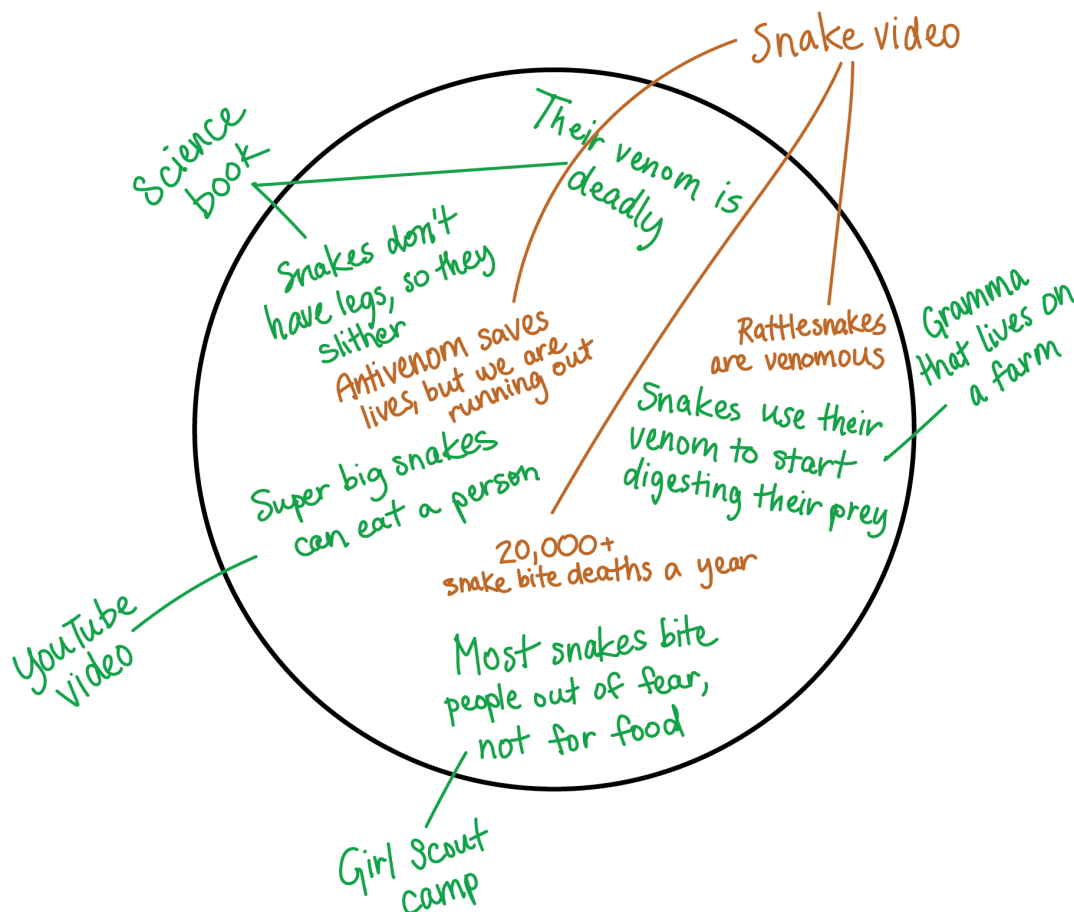 Snake video
Science
book
Their venom is
deadly
Snakes don't
have legs, so they
slither
Antivenom saves
lives, but we are
running out
Rattlesnakes
are venomous
Gramma
that lives on
a farm
Snakes use their
venom to start
digesting their prey
Super big snakes
can eat a person
20,000+
snake bite deaths a year
YouTube
video
Most snakes bite
people out of fear,
not for food
Girl Scout
camp